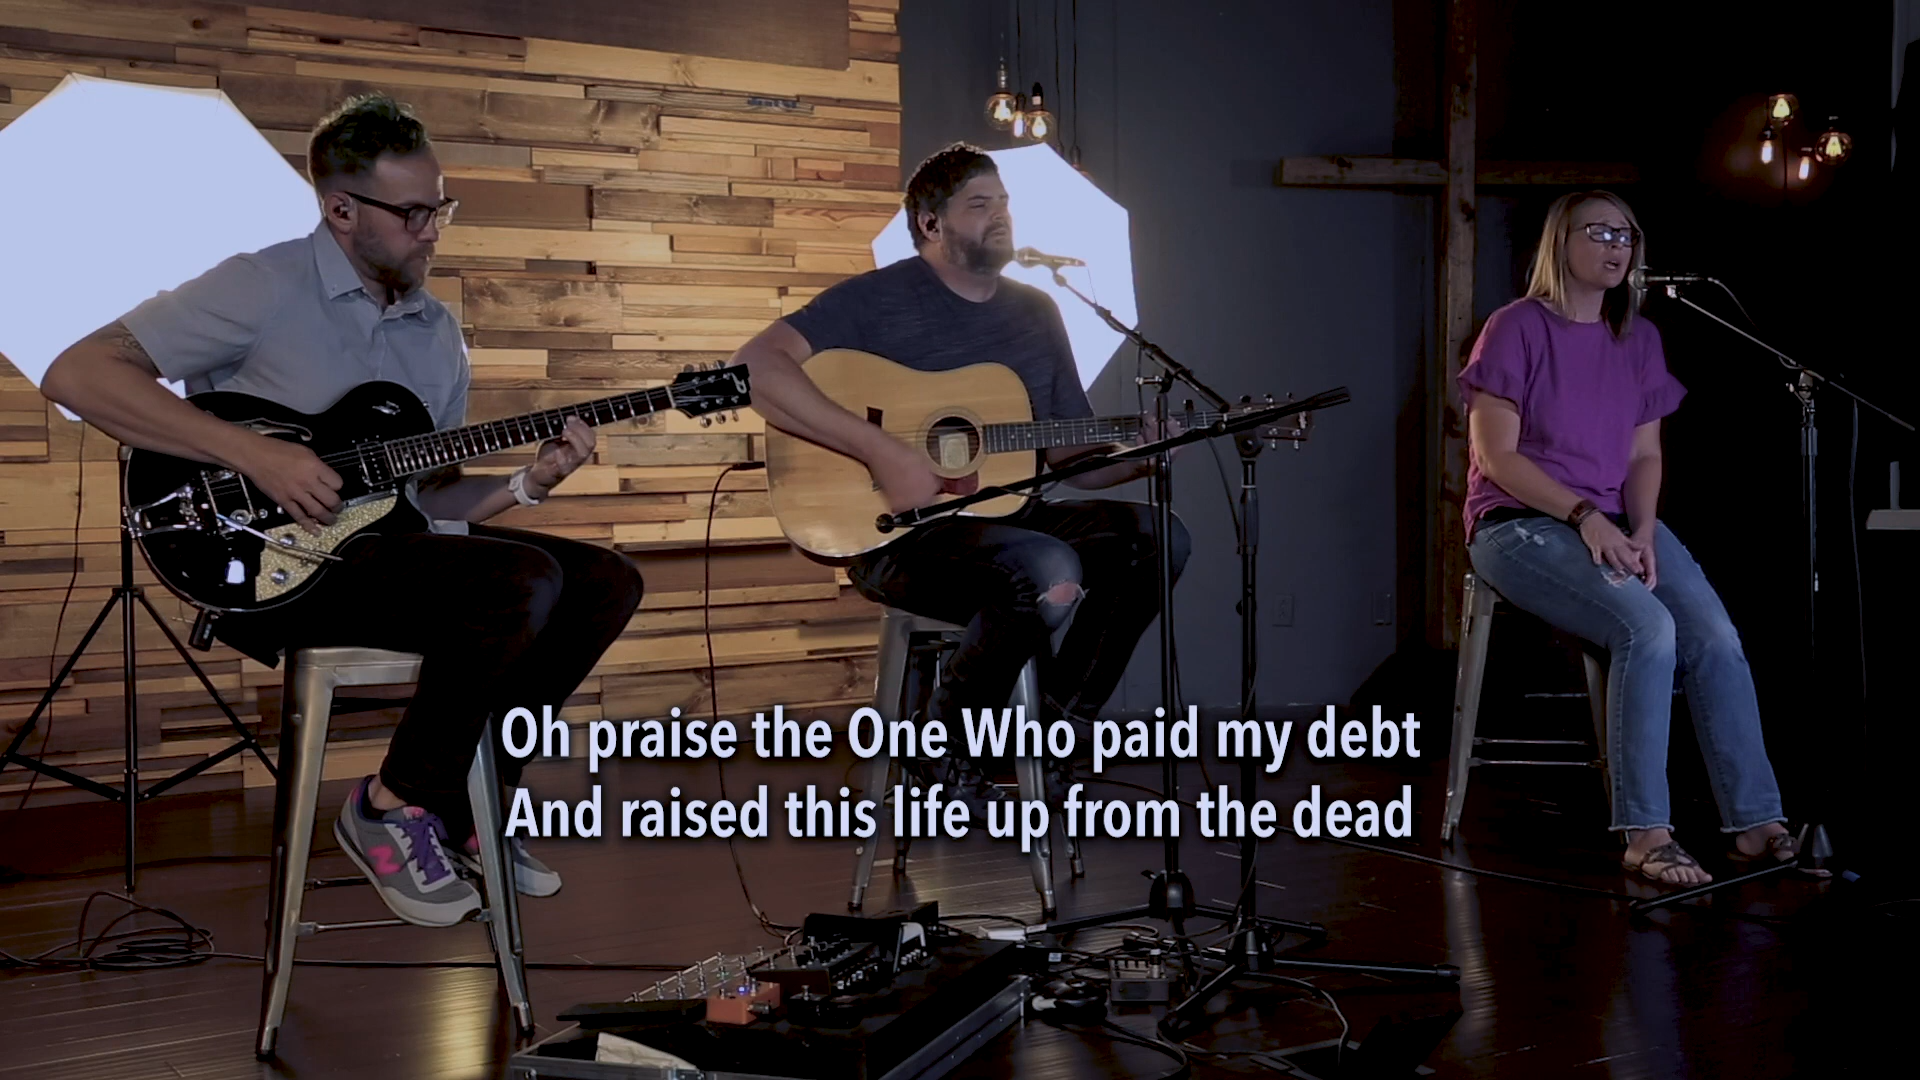 Oh praise the One Who paid my debt
And raised this life up from the dead